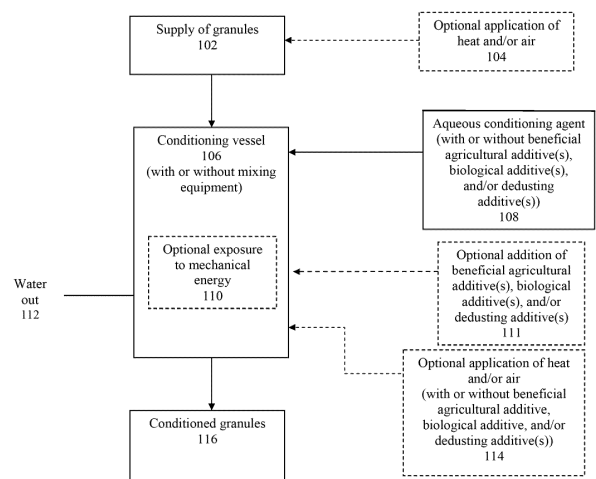 Supply of granules
102
Optional application of
heat and/or air
104
Conditioning vessel
106
(with or without mixing
equipment)
Aqueous conditioning agent
(with or without beneficial
agricultural additive(s),
biological additive(s),
and/or dedusting
additive(s))
108
Optional exposure
to mechanical
energy
110
Optional addition of
beneficial agricultural
additive(s), biological
additive(s), and/or
dedusting additive(s)
111
Water
out
112
Optional application of heat
and/or air
(with or without beneficial
agricultural additive,
biological additive, and/or
dedusting additive(s))
114
Conditioned granules
116